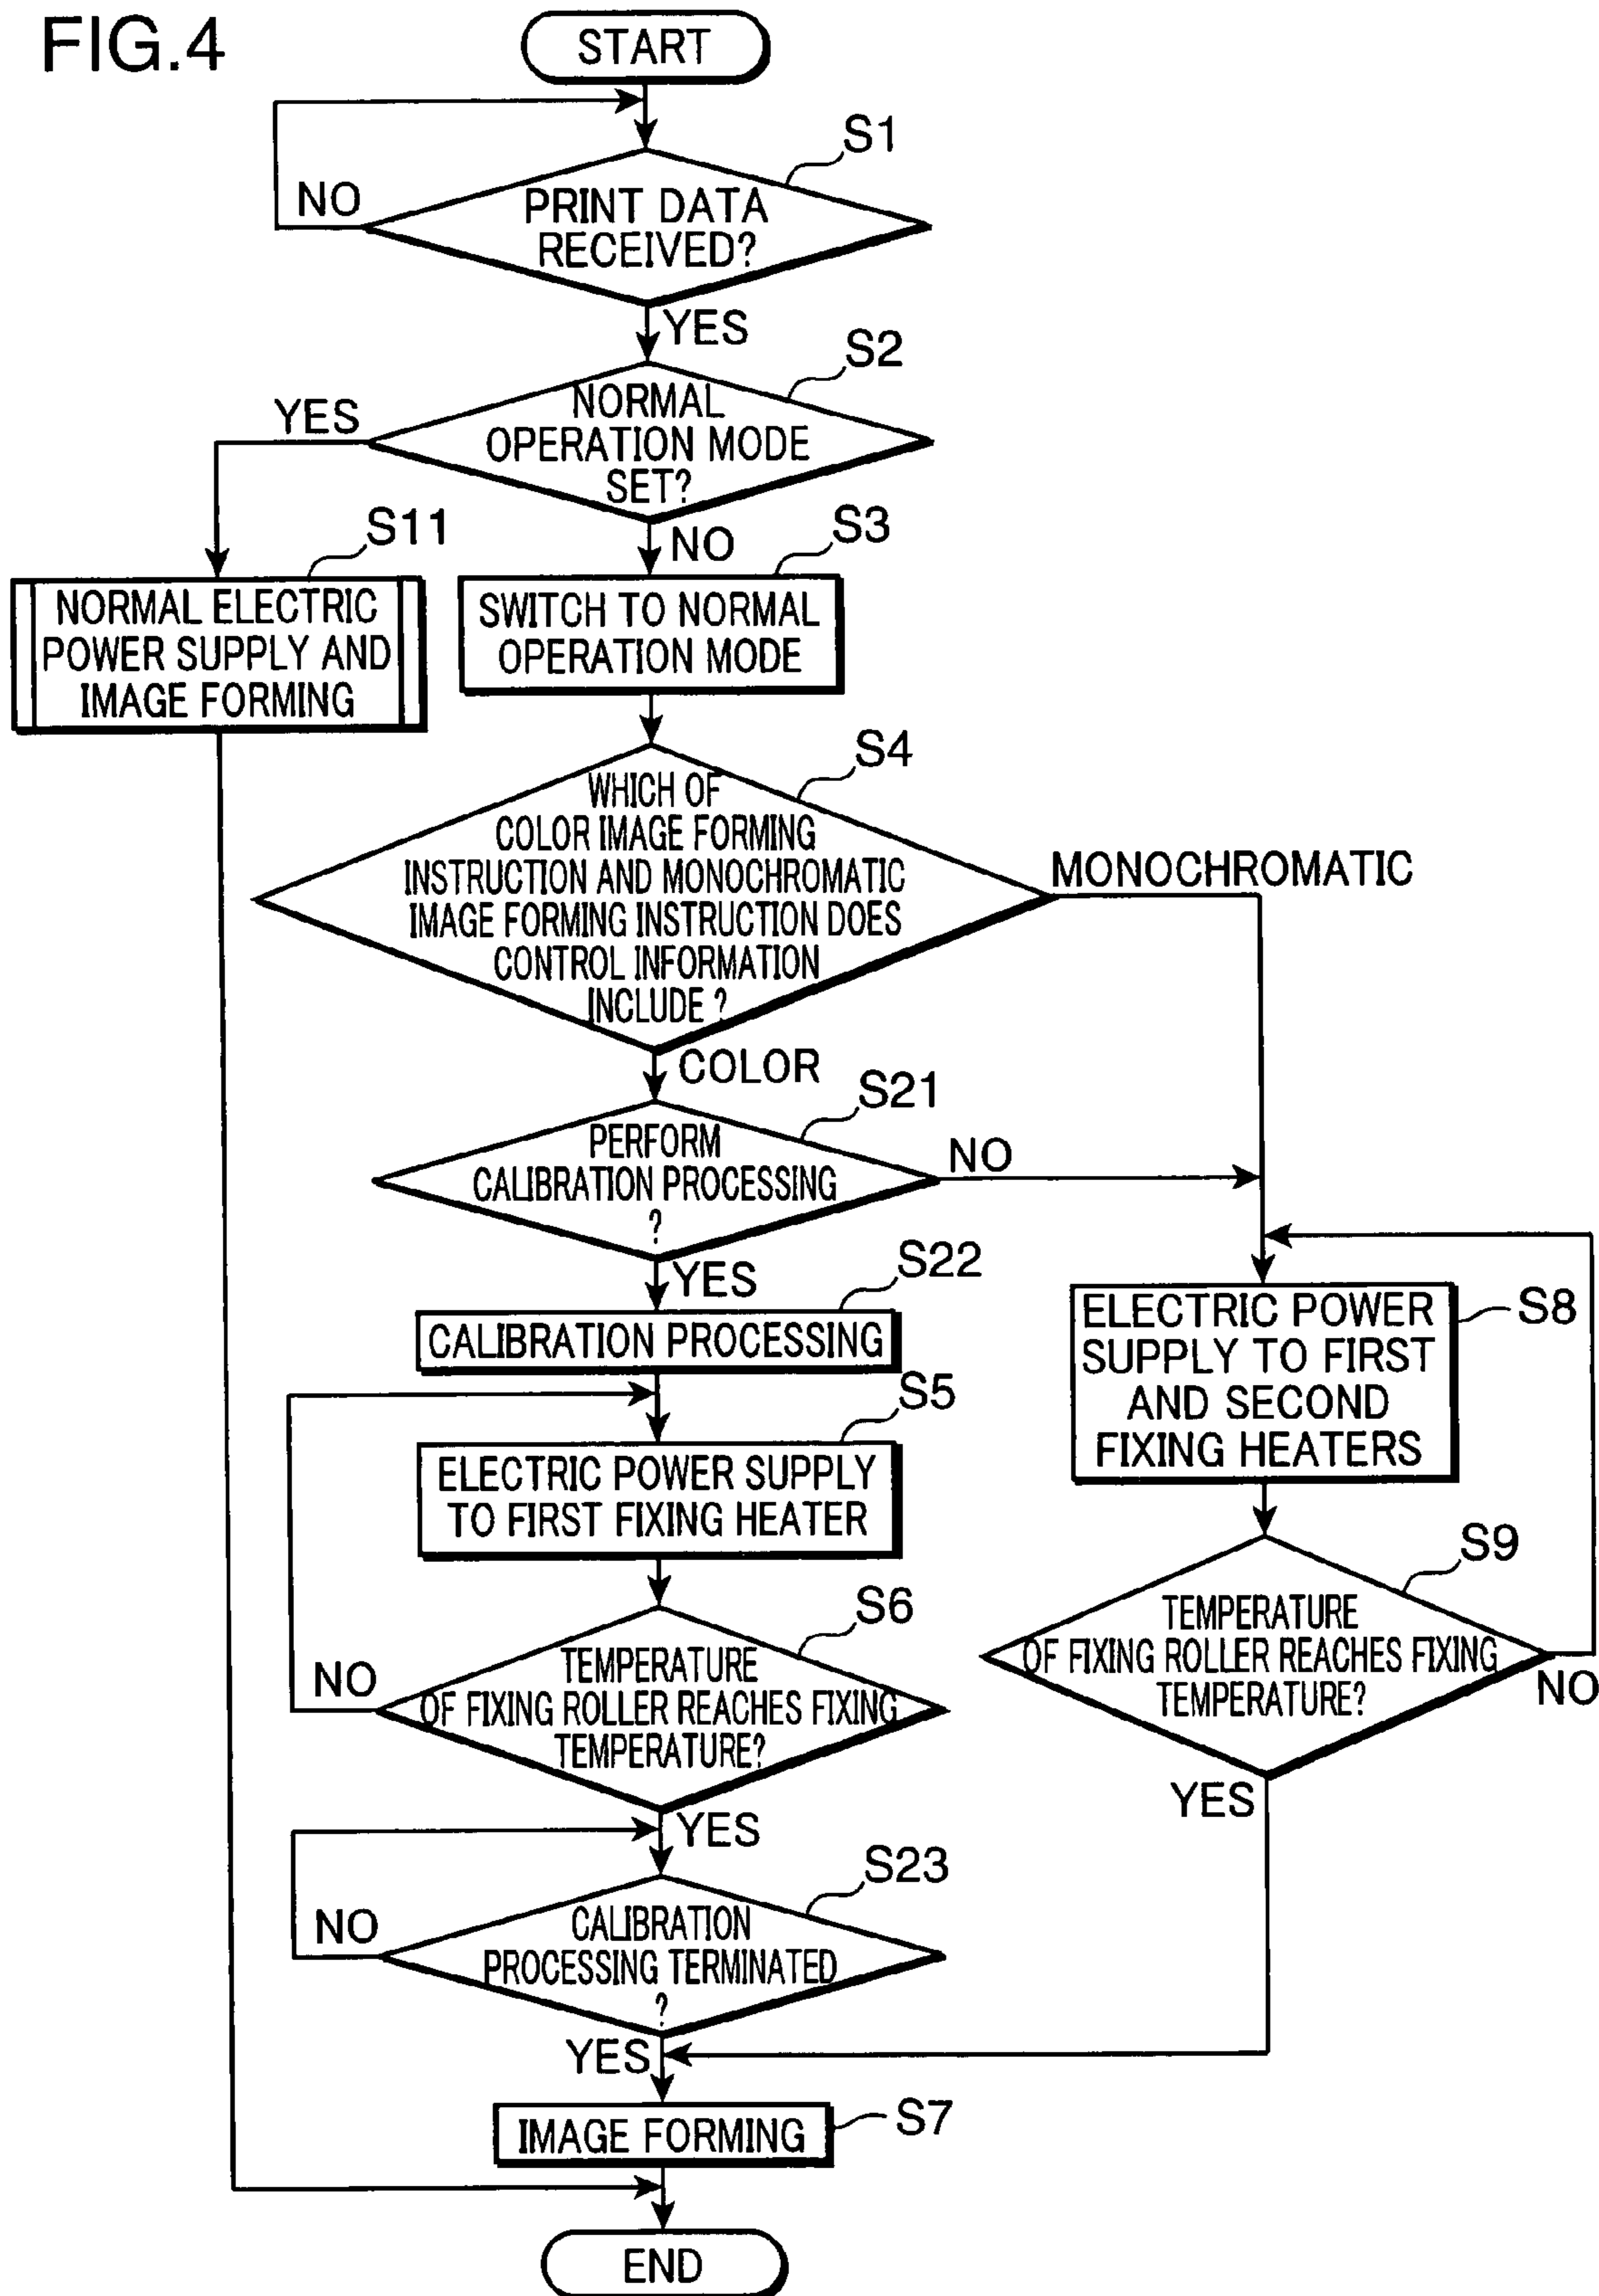 FIG.4
START
S1
NO
PRINT DATA
RECEIVED?
YES
S2
YES
NORMAL
OPERATION MODE
SET?
S11
NO
S3
NORMAL ELECTRIC
POWER SUPPLY AND
IMAGE FORMING
SWITCH TO NORMAL
OPERATION MODE
S4
WHICH OF
COLOR IMAGE FORMING
INSTRUCTION AND MONOCHROMATIC
IMAGE FORMING INSTRUCTION DOES
CONTROL INFORMATION
INCLUDE ?
MONOCHROMATIC
COLOR
S21
PERFORM
CALIBRATION PROCESSING
?
NO
YES
S22
CALIBRATION PROCESSING
S5
ELECTRIC POWER SUPPLY
TO FIRST FIXING HEATER
ELECTRIC POWER
SUPPLY TO FIRST
AND SECOND
FIXING HEATERS
S8
S6
TEMPERATURE
OF FIXING ROLLER REACHES FIXING
TEMPERATURE?
NO
S9
TEMPERATURE
OF FIXING ROLLER REACHES FIXING
TEMPERATURE?
NO
YES
YES
S23
NO
CALIBRATION
PROCESSING TERMINATED
?
YES
IMAGE FORMING
S7
END